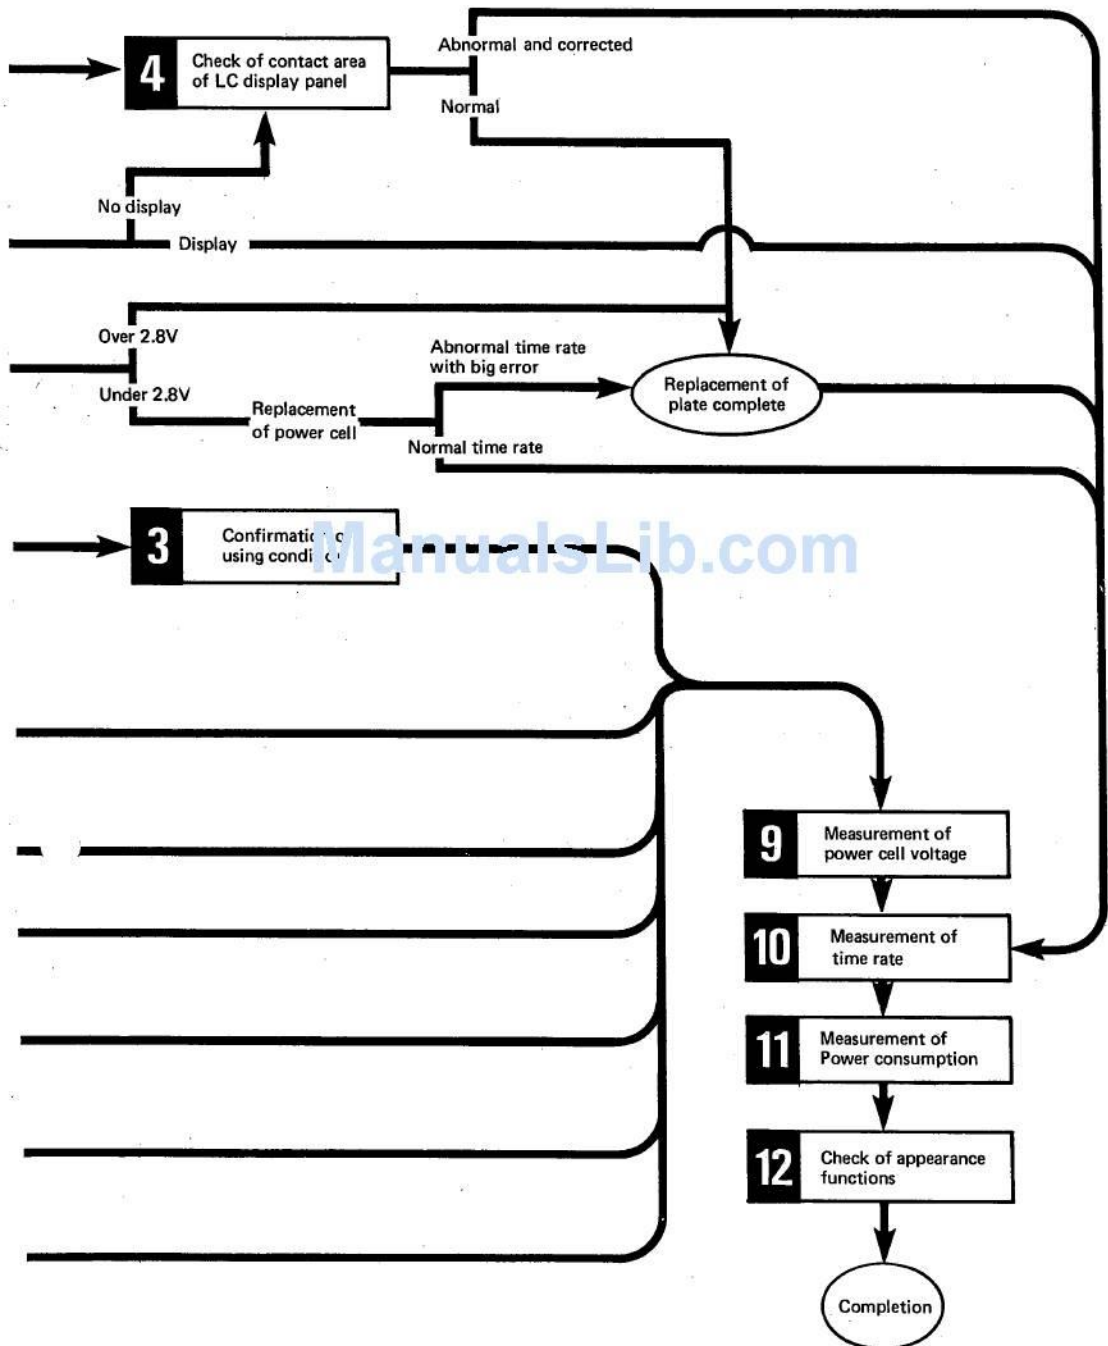 Abnormal and corrected
4
Check of contact area
of LC display panel
Normal
No display
Display
Over 2.8V
Under 2.8V
Replacement
of power cell
Abnormal time rate
with big error
Normal time rate
Replacement of
plate complete
3
Confirmation o
using condi
ManualsLib.com
9
Measurement of
power cell voltage
10
Measurement of
time rate
11
Measurement of
Power consumption
12
Check of appearance
functions
Completion